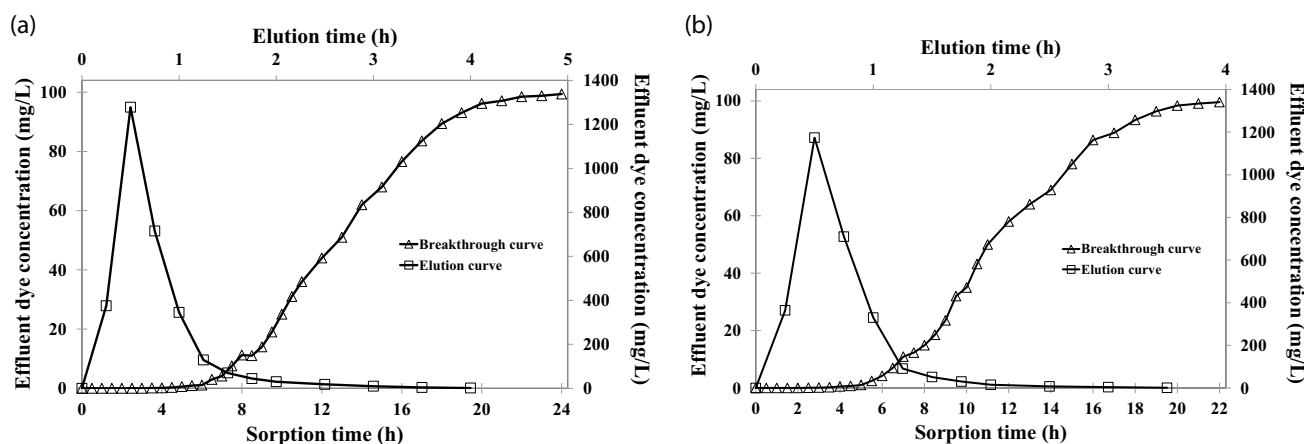 (a)
Elution time (h)
0 1 2 3 4 5
Effluent dye concentration (mg/L)
100
80
60
40
20
0
1400
1200
1000
800
600
400
200
0
Effluent dye concentration (mg/L)
Breakthrough curve
Elution curve
0 4 8 12 16 20 24
Sorption time (h)
(b)
Elution time (h)
0 1 2 3 4
Effluent dye concentration (mg/L)
100
80
60
40
20
0
1400
1200
1000
800
600
400
200
0
Effluent dye concentration (mg/L)
Breakthrough curve
Elution curve
0 2 4 6 8 10 12 14 16 18 20 22
Sorption time (h)